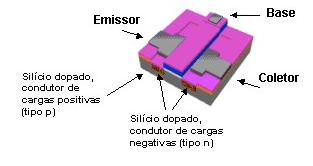 Base
Emissor
Coletor
Silício dopado,
condutor de
cargas positivas
(tipo p)
Silício dopado,
condutor de cargas
negativas (tipo n)